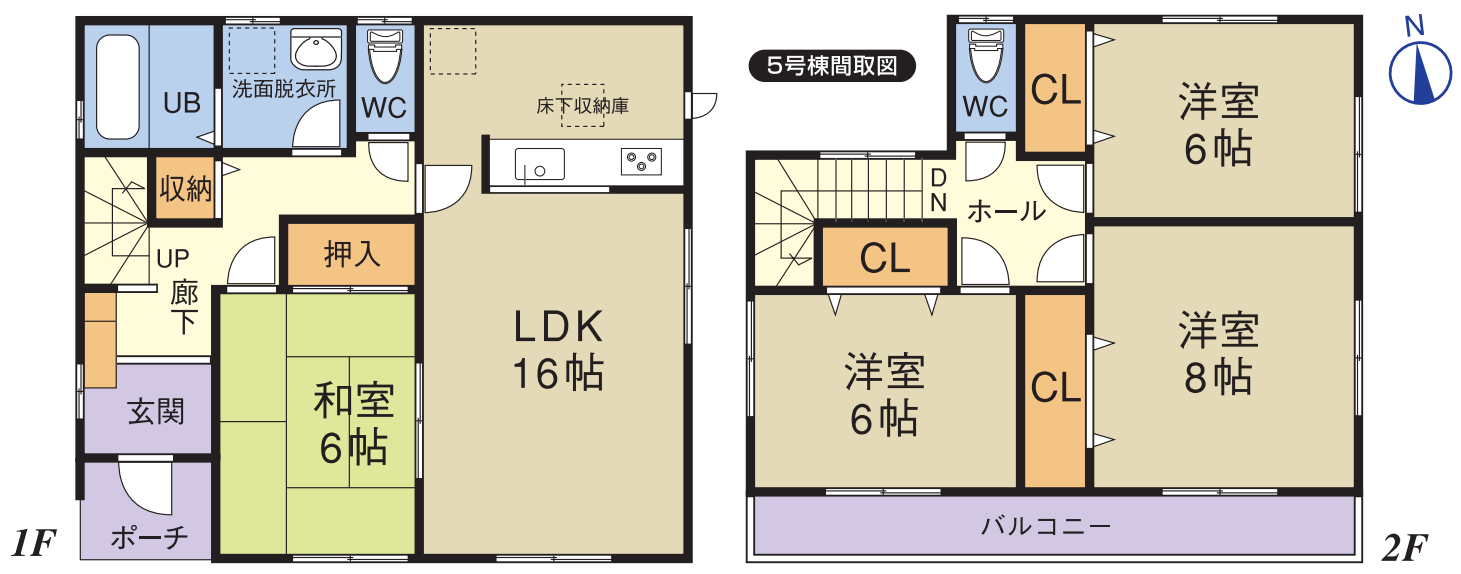 UB
洗面脱衣所
WC
床下収納庫
収納
UP
廊下
押入
LDK
16帖
和室
6帖
玄関
ポーチ
1F
5号棟間取図
WC
CL
洋室
6帖
DN
ホール
CL
洋室
6帖
CL
洋室
8帖
バルコニー
2F
N